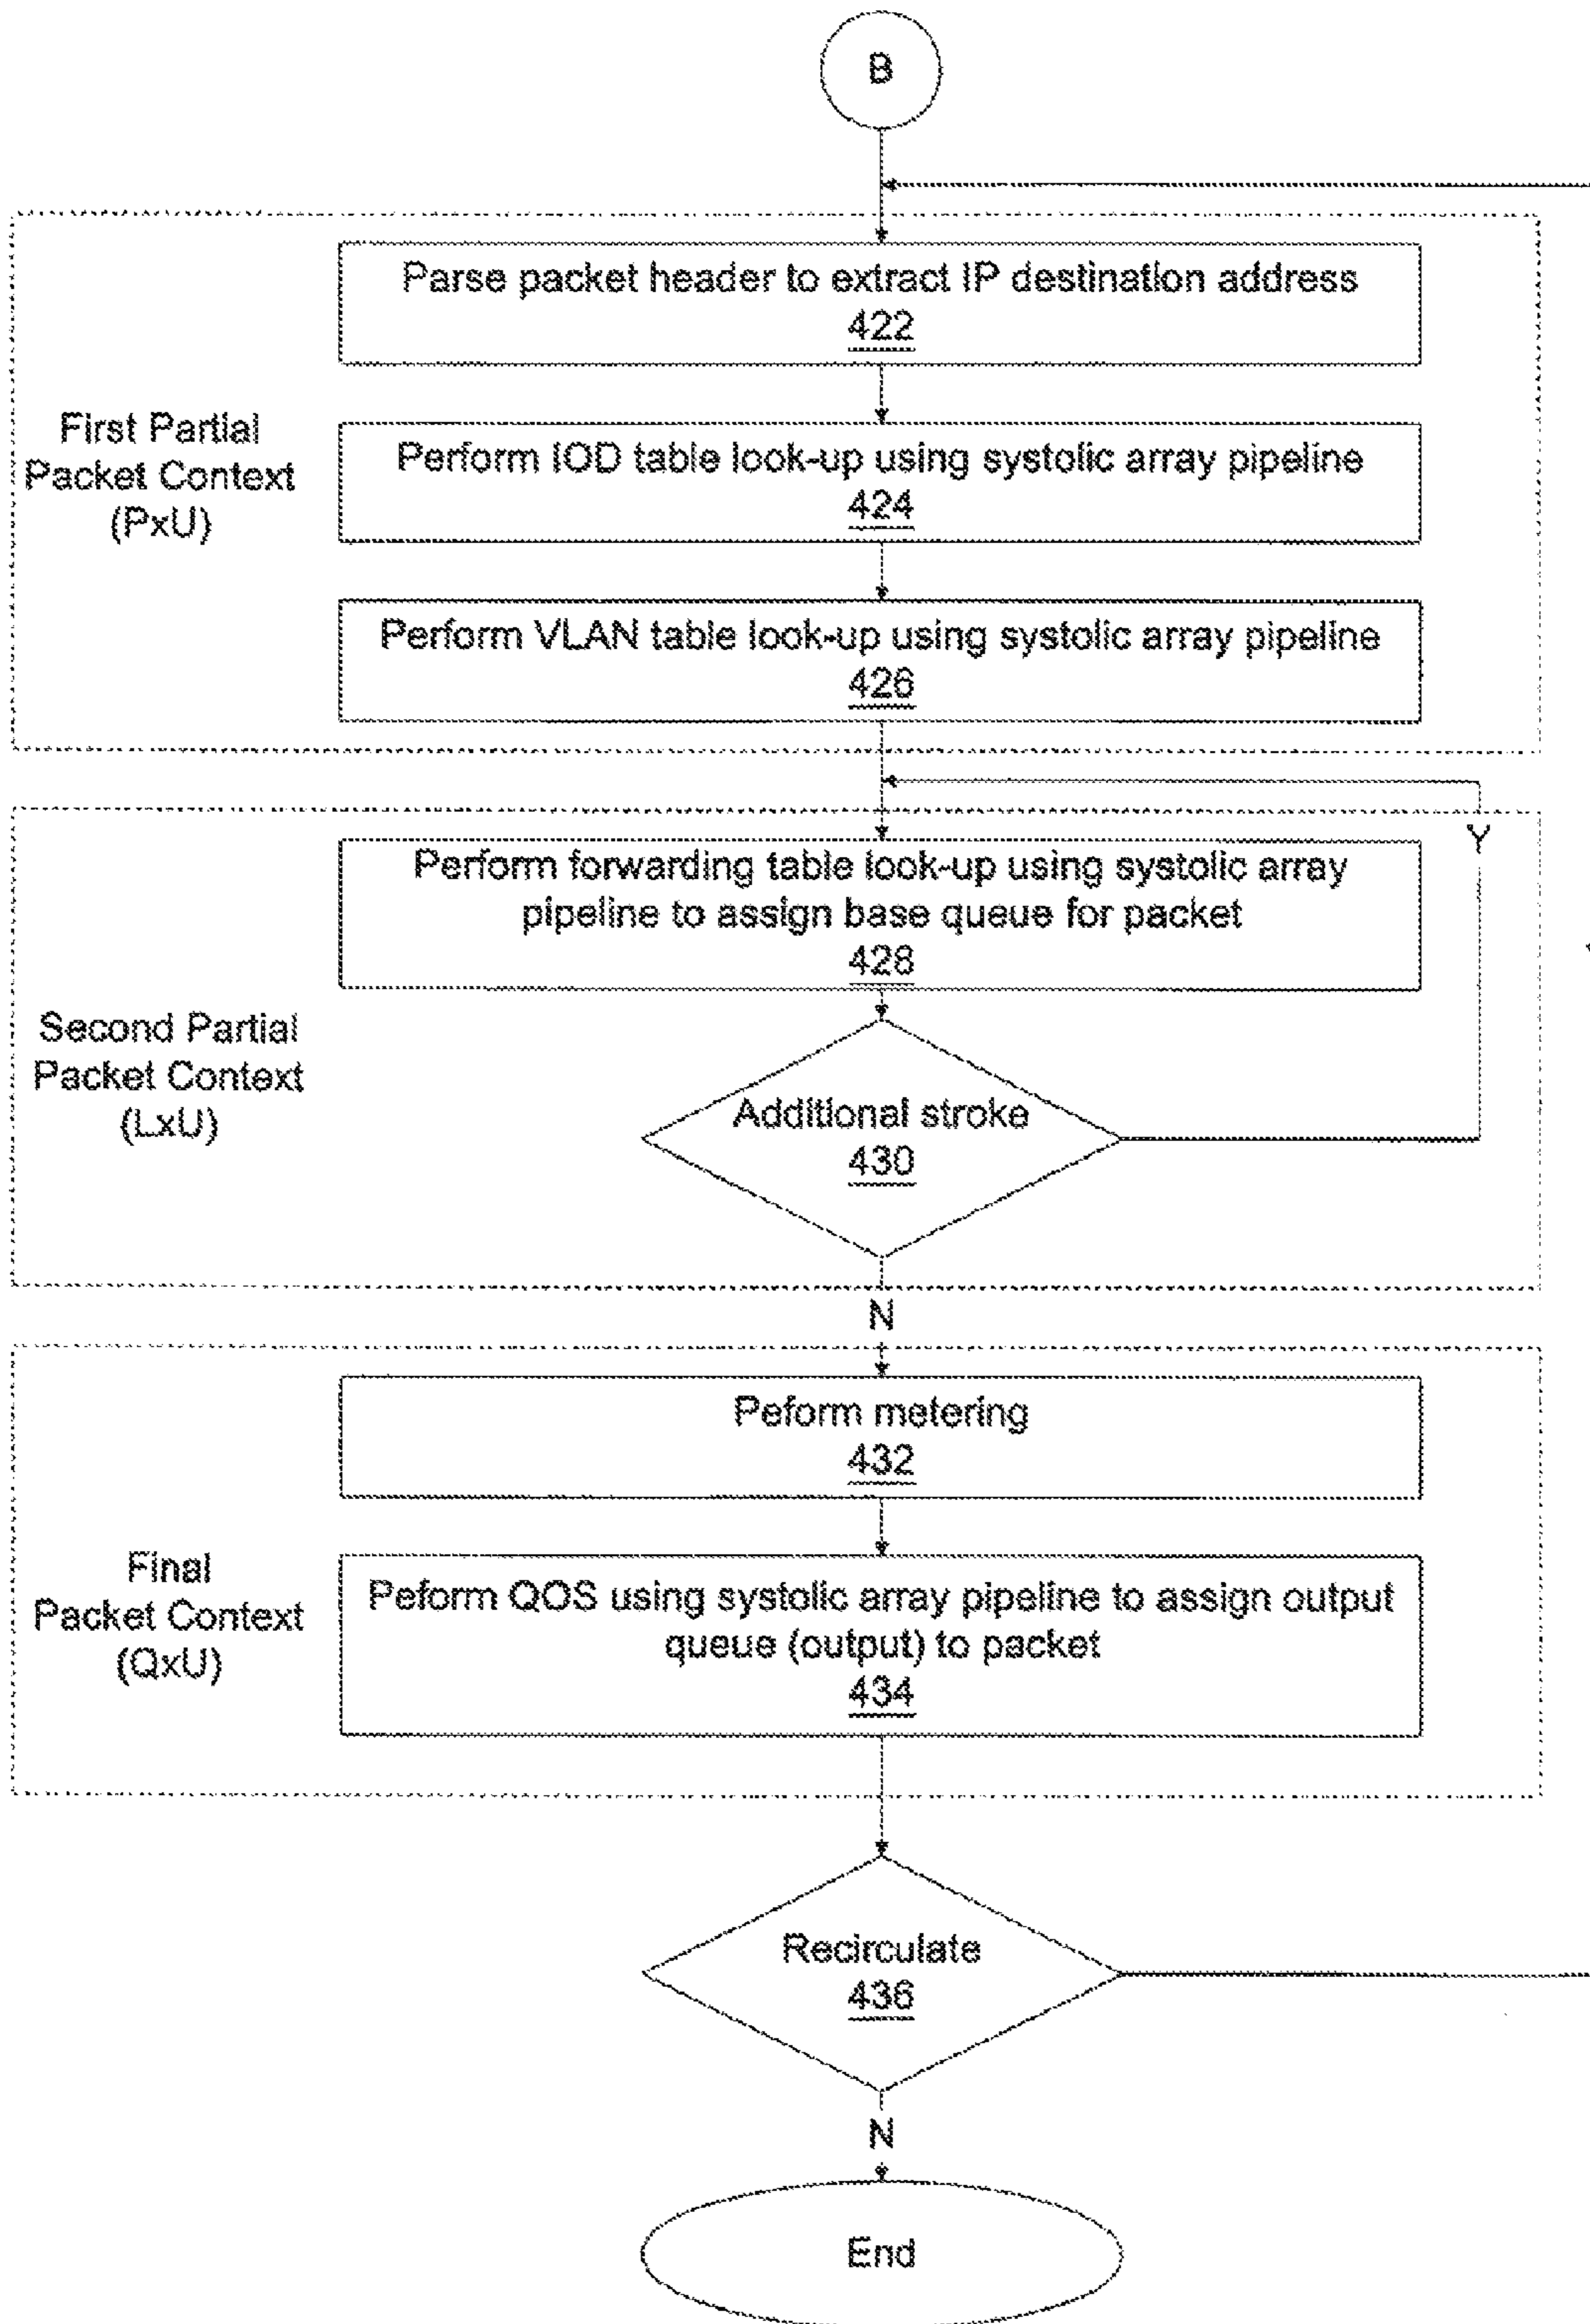 B
Parse packet header to extract IP destination address
422
First Partial
Packet Context
(PxU)
Perform IOD table look-up using systolic array pipeline
424
Perform VLAN table look-up using systolic array pipeline
426
Y
Perform forwarding table look-up using systolic array
pipeline to assign base queue for packet
428
Second Partial
Packet Context
(LxU)
Additional stroke
430
N
Peform metering
432
Final
Packet Context
(QxU)
Peform QOS using systolic array pipeline to assign output
queue (output) to packet
434
Recirculate
436
N
End